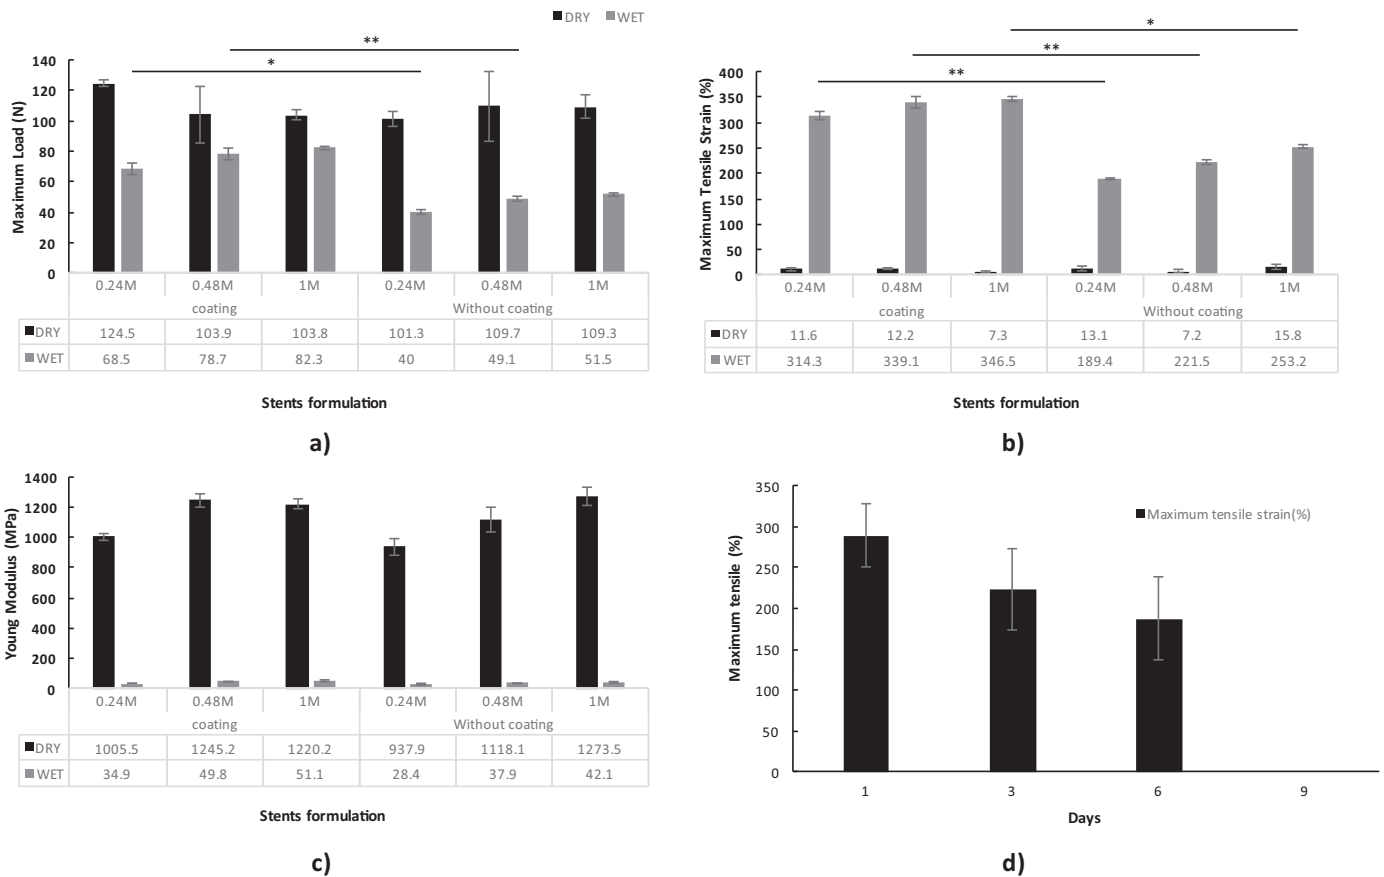 DRY WET
**
*
Maximum Load (N)
140
120
100
80
60
40
20
0
0.24M 0.48M 1M 0.24M 0.48M 1M
coating Without coating
DRY 124.5 103.9 103.8 101.3 109.7 109.3
WET 68.5 78.7 82.3 40 49.1 51.5
Stents formulation
a)
*
**
**
Maximum Tensile Strain (%)
400
350
300
250
200
150
100
50
0
0.24M 0.48M 1M 0.24M 0.48M 1M
coating Without coating
DRY 11.6 12.2 7.3 13.1 7.2 15.8
WET 314.3 339.1 346.5 189.4 221.5 253.2
Stents formulation
b)
Young Modulus (MPa)
1400
1200
1000
800
600
400
200
0
0.24M 0.48M 1M 0.24M 0.48M 1M
coating Without coating
DRY 1005.5 1245.2 1220.2 937.9 1118.1 1273.5
WET 34.9 49.8 51.1 28.4 37.9 42.1
Stents formulation
c)
Maximum tensile (%)
350
300
250
200
150
100
50
0
Maximum tensile strain(%)
1 3 6 9
Days
d)